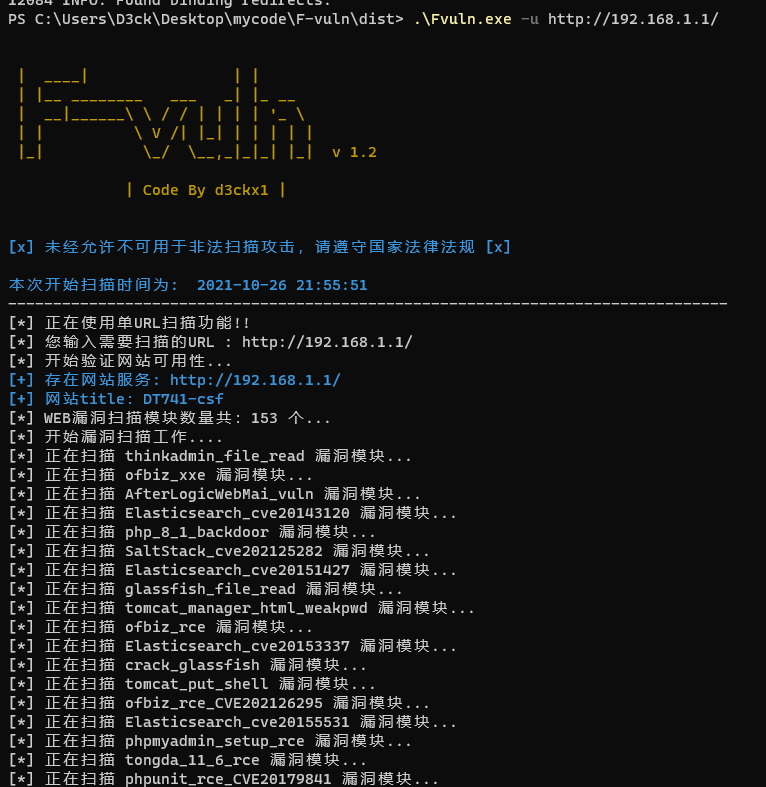 12084 INFO: Found binding redirects:
PS C:\Users\D3ck\Desktop\mycode\F-vuln\dist> .\Fvuln.exe -u http://192.168.1.1/
Fvuln
v 1.2
| Code By d3ckx1 |
[x] 未经允许不可用于非法扫描攻击, 请遵守国家法律法规 [x]
本次开始扫描时间为: 2021-10-26 21:55:51
--------------------------------------------------------------------------------
[*] 正在使用单URL扫描功能!!
[*] 您输入需要扫描的URL : http://192.168.1.1/
[*] 开始验证网站可用性...
[+] 存在网站服务: http://192.168.1.1/
[+] 网站title: DT741-csf
[*] WEB漏洞扫描模块数量共: 153 个...
[*] 开始漏洞扫描工作....
[*] 正在扫描 thinkadmin_file_read 漏洞模块...
[*] 正在扫描 ofbiz_xxe 漏洞模块...
[*] 正在扫描 AfterLogicWebMai_vuln 漏洞模块...
[*] 正在扫描 Elasticsearch_cve20143120 漏洞模块...
[*] 正在扫描 php_8_1_backdoor 漏洞模块...
[*] 正在扫描 SaltStack_cve202125282 漏洞模块...
[*] 正在扫描 Elasticsearch_cve20151427 漏洞模块...
[*] 正在扫描 glassfish_file_read 漏洞模块...
[*] 正在扫描 tomcat_manager_html_weakpwd 漏洞模块...
[*] 正在扫描 ofbiz_rce 漏洞模块...
[*] 正在扫描 Elasticsearch_cve20153337 漏洞模块...
[*] 正在扫描 crack_glassfish 漏洞模块...
[*] 正在扫描 tomcat_put_shell 漏洞模块...
[*] 正在扫描 ofbiz_rce_CVE202126295 漏洞模块...
[*] 正在扫描 Elasticsearch_cve20155531 漏洞模块...
[*] 正在扫描 phpmyadmin_setup_rce 漏洞模块...
[*] 正在扫描 tongda_11_6_rce 漏洞模块...
[*] 正在扫描 phpunit_rce_CVE20179841 漏洞模块...